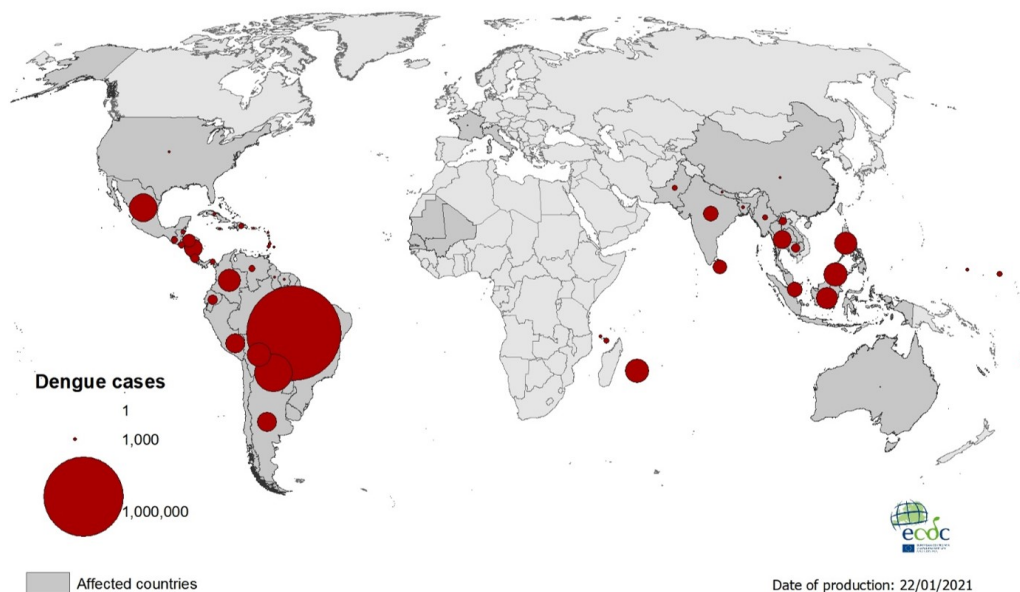 Dengue cases
1
1,000
1,000,000
Affected countries
ecdc
Date of production: 22/01/2021